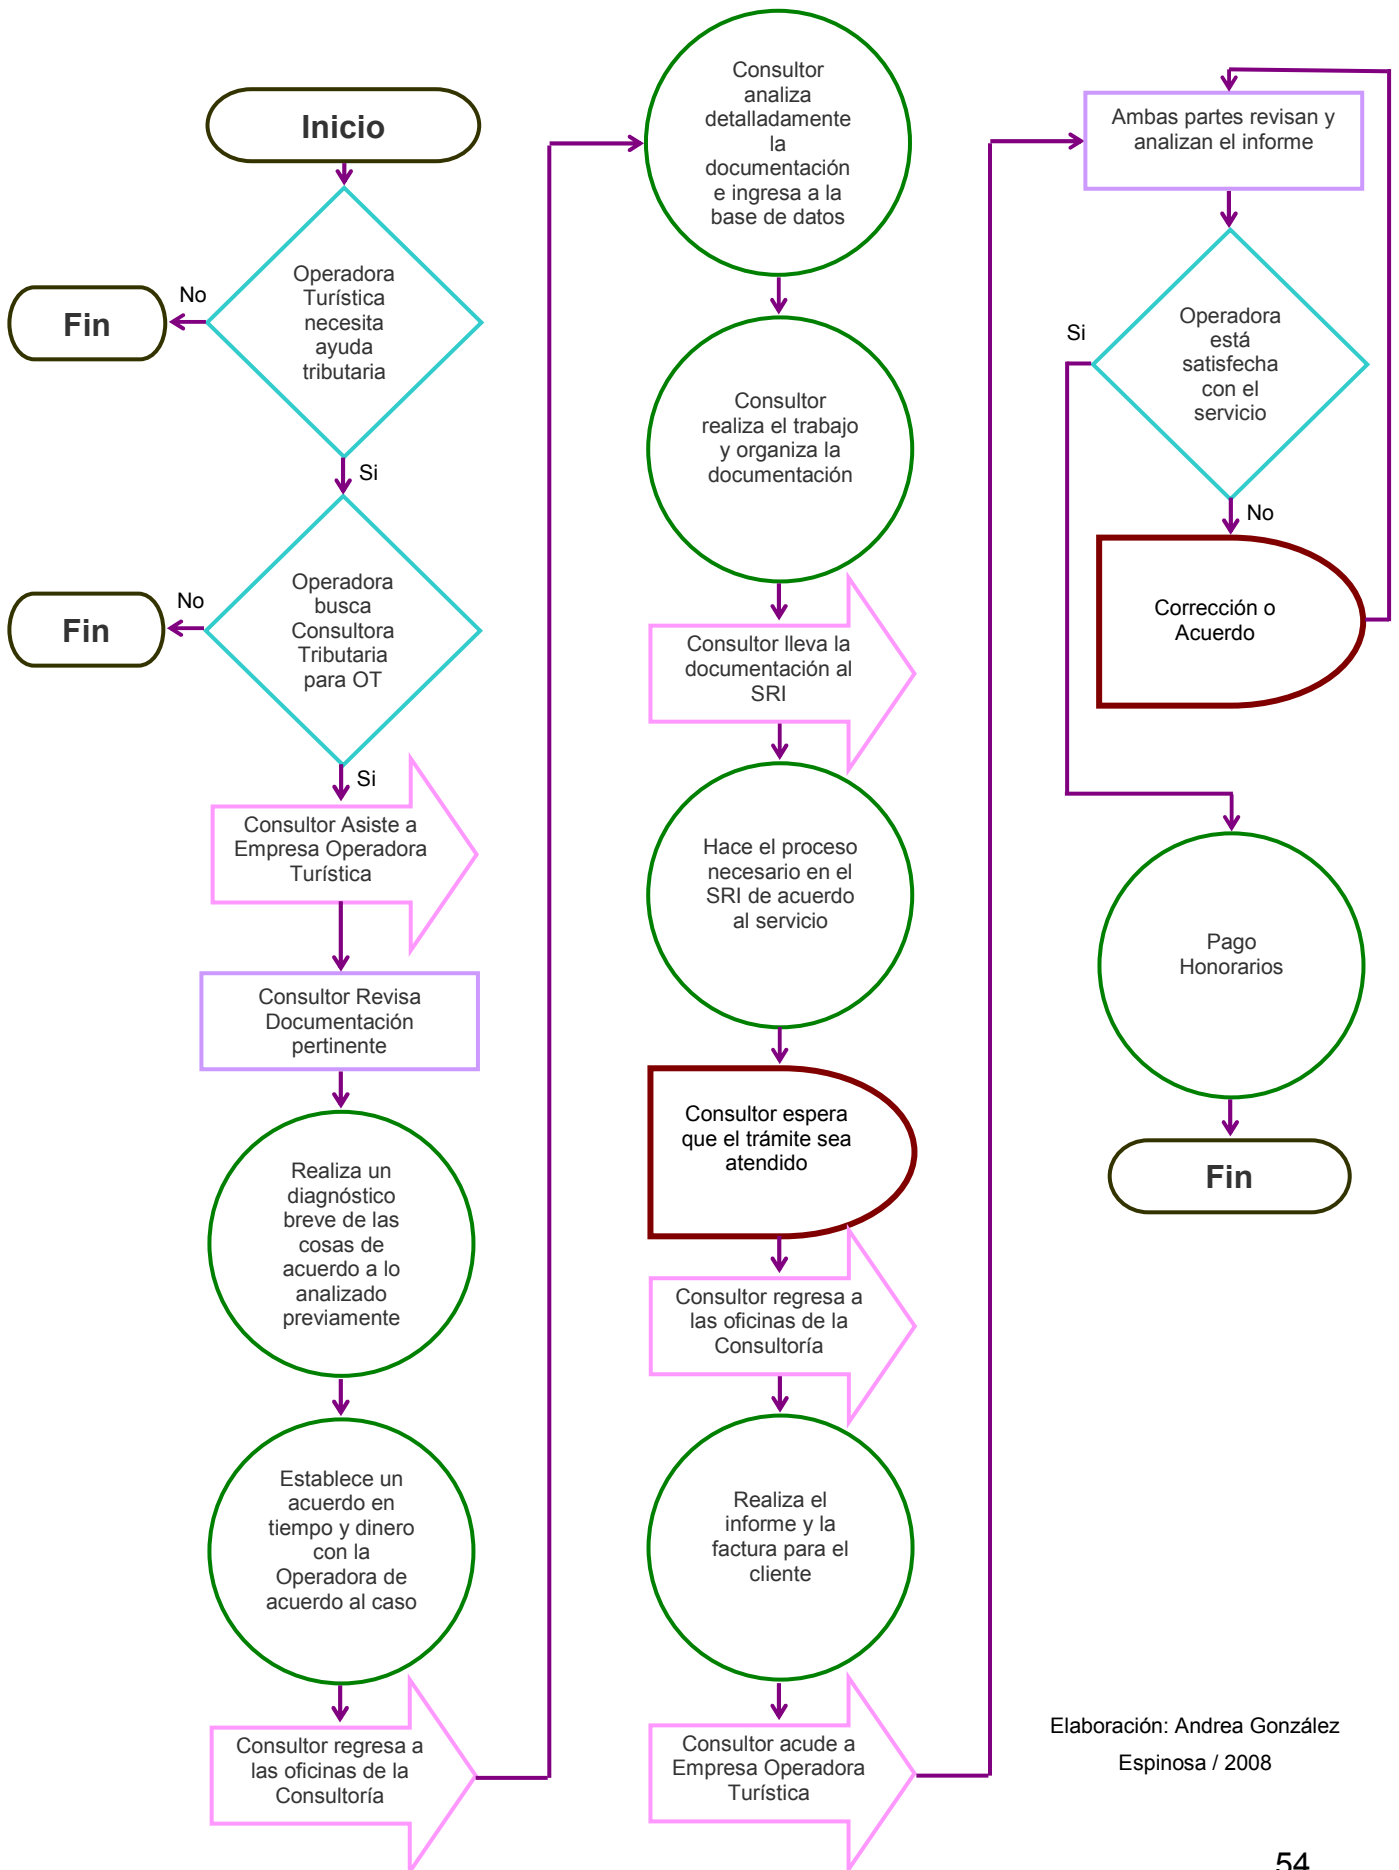 Inicio
Operadora
Turística
necesita
ayuda
tributaria
No
Fin
Si
Operadora
busca
Consultora
Tributaria
para OT
No
Fin
Si
Consultor Asiste a
Empresa Operadora
Turística
Consultor Revisa
Documentación
pertinente
Realiza un
diagnóstico
breve de las
cosas de
acuerdo a lo
analizado
previamente
Establece un
acuerdo en
tiempo y dinero
con la
Operadora de
acuerdo al caso
Consultor regresa a
las oficinas de la
Consultoría
Consultor
analiza
detalladamente
la
documentación
e ingresa a la
base de datos
Consultor
realiza el trabajo
y organiza la
documentación
Consultor lleva la
documentación al
SRI
Hace el proceso
necesario en el
SRI de acuerdo
al servicio
Consultor espera
que el trámite sea
atendido
Consultor regresa a
las oficinas de la
Consultoría
Realiza el
informe y la
factura para el
cliente
Consultor acude a
Empresa Operadora
Turística
Ambas partes revisan y
analizan el informe
Operadora
está
satisfecha
con el
servicio
Si
No
Corrección o
Acuerdo
Pago
Honorarios
Fin
Elaboración: Andrea González
Espinosa / 2008
54